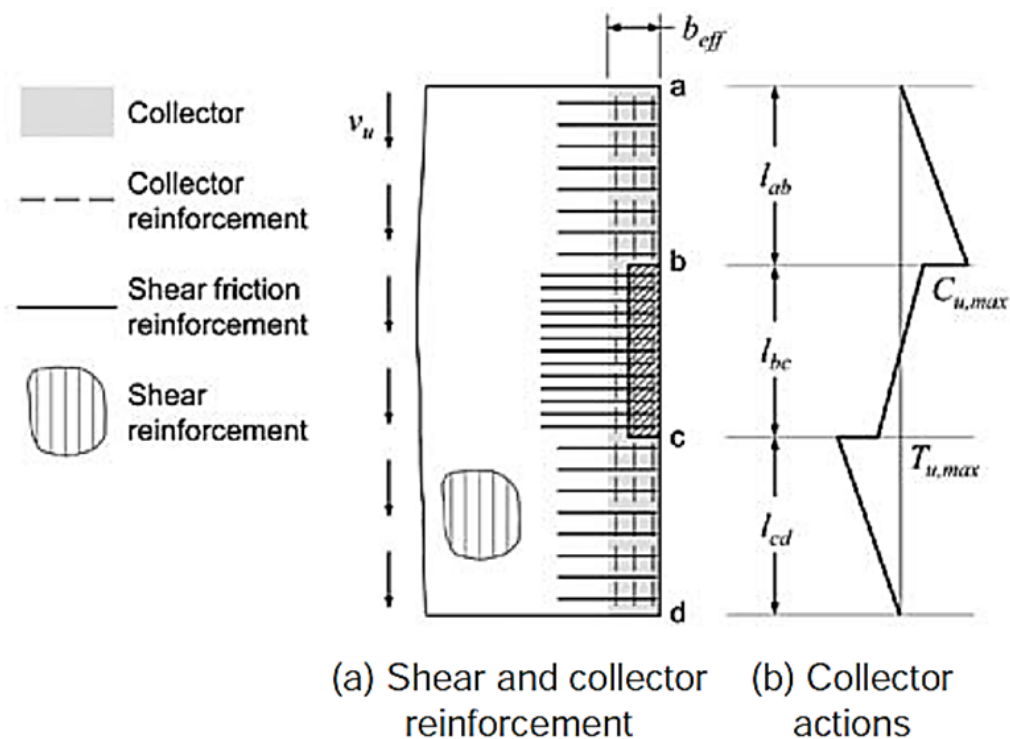 Collector
Collector
reinforcement
Shear friction
reinforcement
Shear
reinforcement
v_u
b_eff
a
b
c
d
l_ab
l_bc
l_cd
C_u,max
T_u,max
(a) Shear and collector
reinforcement
(b) Collector
actions